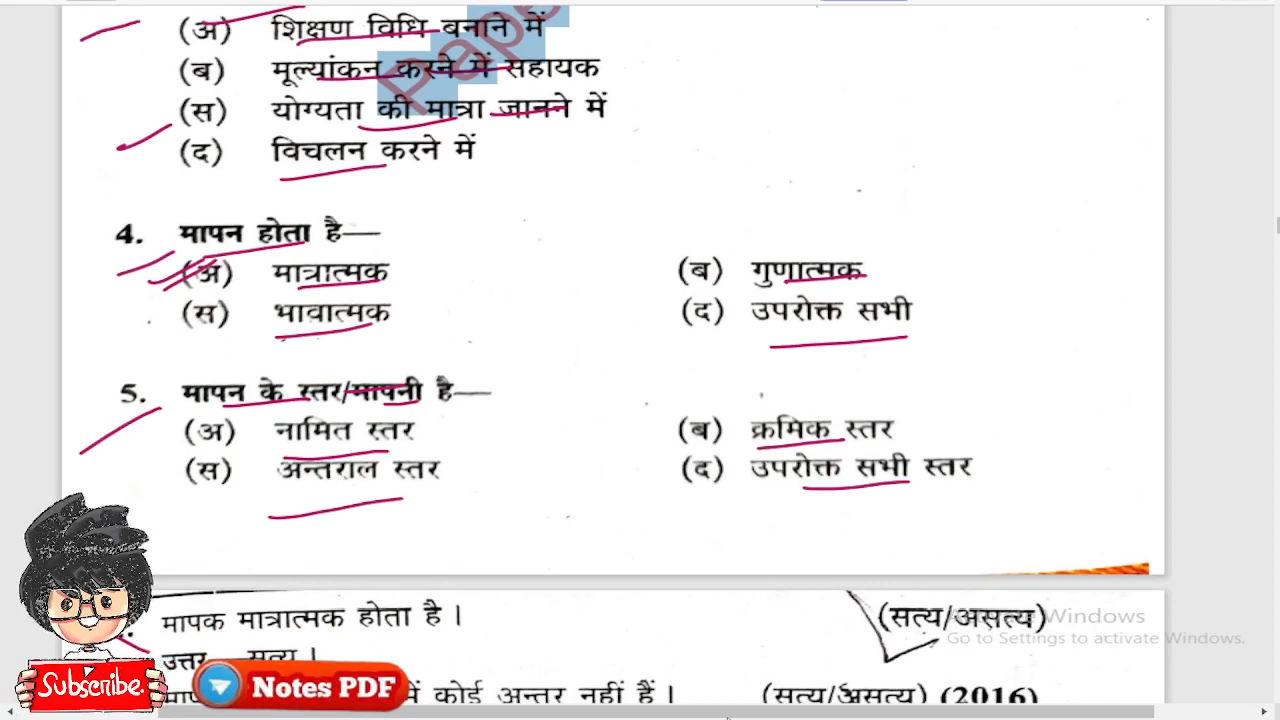 (अ) शिक्षण विधि बनाने में
(ब) मूल्यांकन करने में सहायक
(स) योग्यता की मात्रा जानने में
(द) विचलन करने में
4. मापन होता है—
(अ) मात्रात्मक (ब) गुणात्मक
(स) भावात्मक (द) उपरोक्त सभी
5. मापन के स्तर/मापनी है—
(अ) नामित स्तर (ब) क्रमिक स्तर
(स) अन्तराल स्तर (द) उपरोक्त सभी स्तर
मापक मात्रात्मक होता है । (सत्य/असत्य)
उत्तर सत्य ।
में कोई अन्तर नहीं हैं । (सत्य/असत्य) (2016)
Windows
Go to Settings to activate Windows.
Subscribe.
Notes PDF